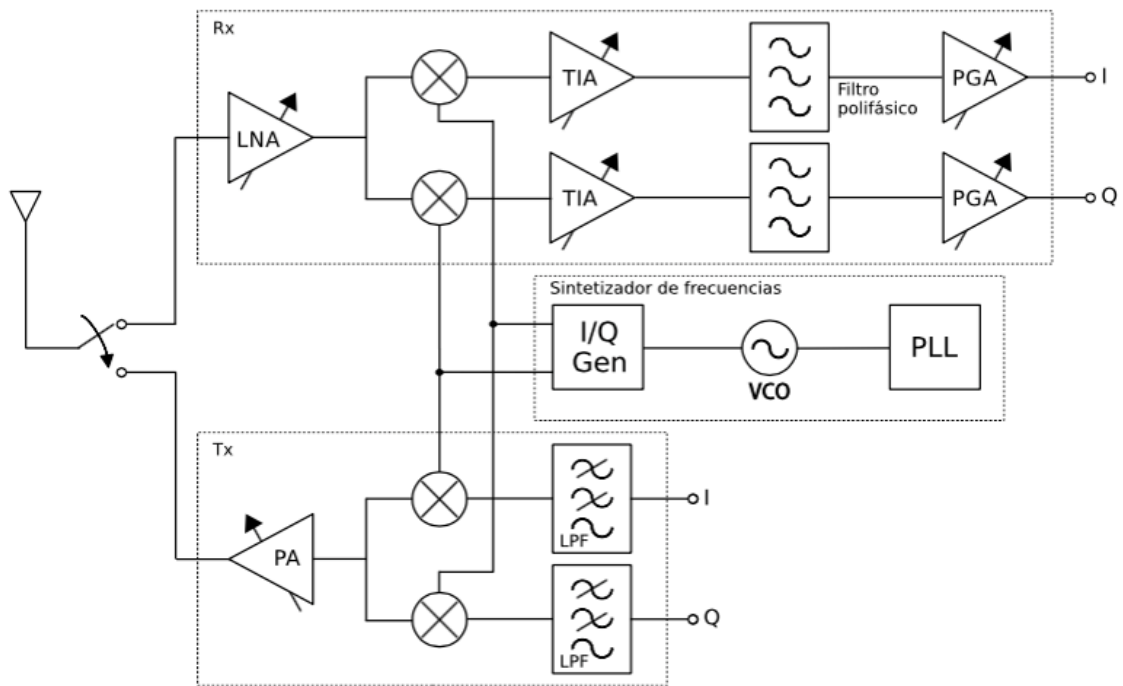 Rx
LNA
TIA
Filtro
polifásico
PGA
I
TIA
PGA
Q
Sintetizador de frecuencias
I/Q
Gen
VCO
PLL
Tx
PA
LPF
I
LPF
Q